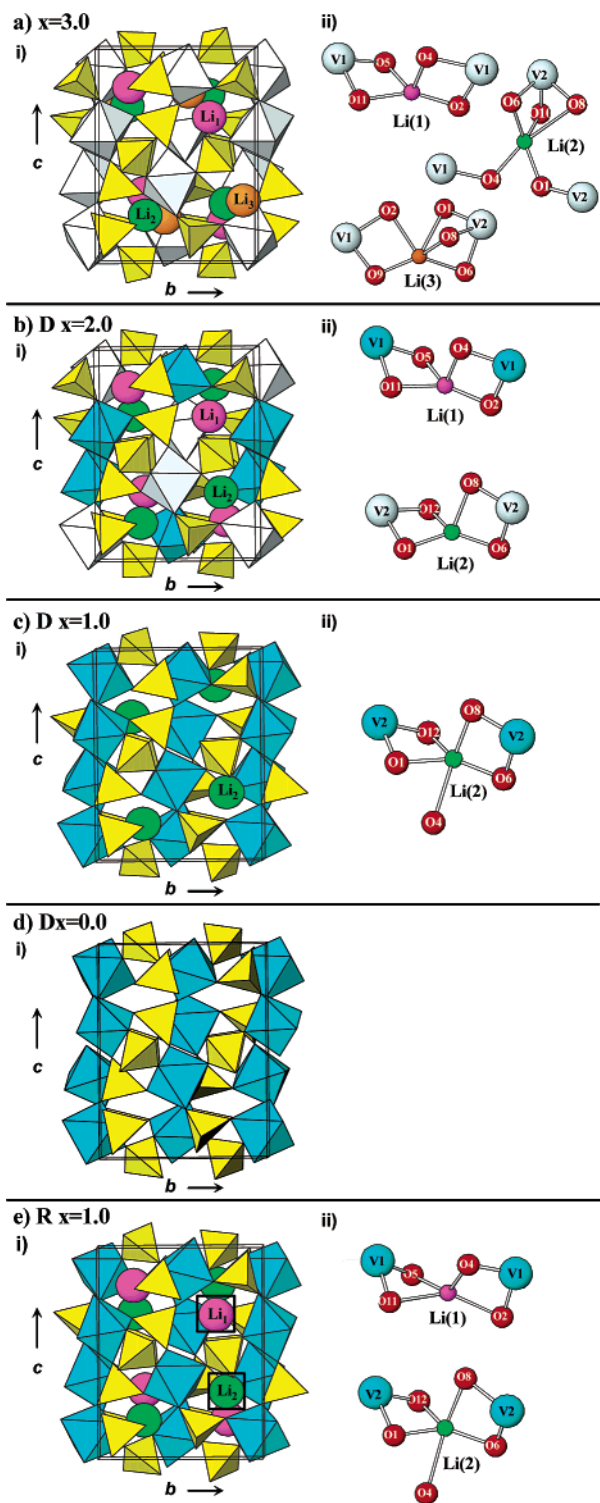 a) x=3.0
i)
ii)
V1 O5 O4 V1
O11 O2
Li(1)
V2
O6 O10 O8
Li(2)
V1 O4 O1 V2
Li₁
c
Li₂ Li₃
b
O2 O1
V1 O8 V2
O9 O6
Li(3)
b) D x=2.0
i)
ii)
V1 O5 O4 V1
O11 O2
Li(1)
Li₁
c
Li₂
b
O8
V2 O12 V2
O1 O6
Li(2)
c) D x=1.0
i)
ii)
c
Li₂
b
O8
V2 O12 V2
O1 O6
Li(2)
O4
d) Dx=0.0
i)
c
b
e) R x=1.0
i)
ii)
V1 O5 O4 V1
O11 O2
Li(1)
Li₁
c
Li₂
b
O8
V2 O12 V2
O1 O6
Li(2)
O4